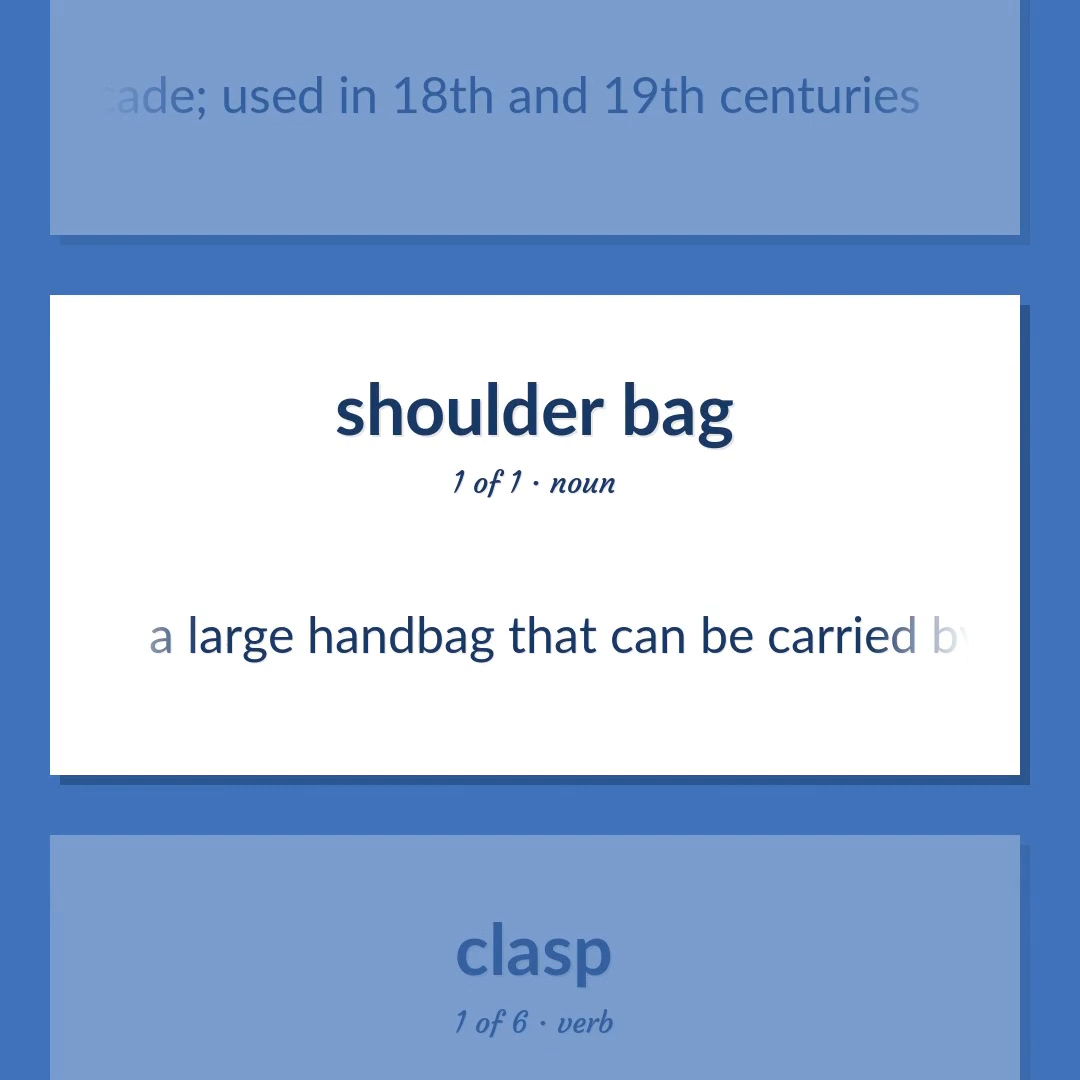 used in 18th and 19th centuries
shoulder bag
1 of 1 · noun
a large handbag that can be carried by
clasp
1 of 6 · verb